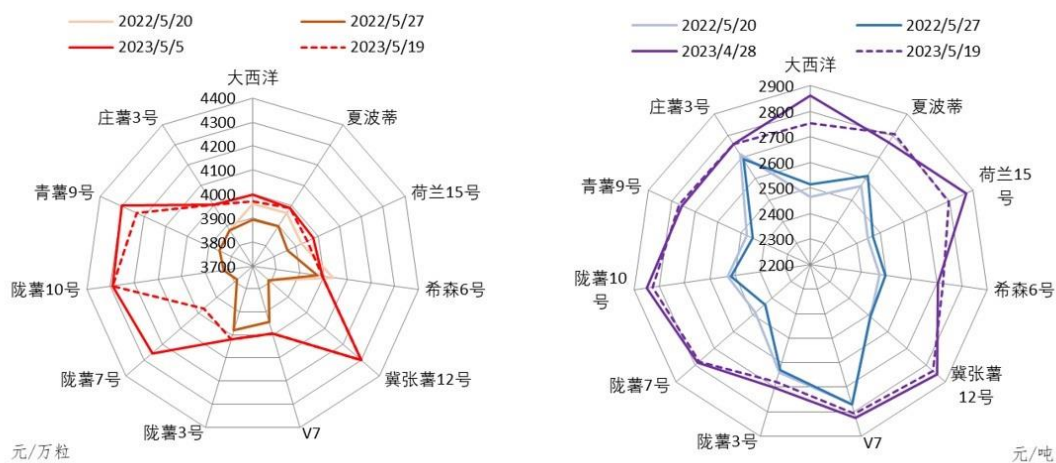 2022/5/20
2022/5/27
2023/5/5
2023/5/19
大西洋
夏波蒂
荷兰15号
希森6号
冀张薯12号
V7
陇薯3号
陇薯7号
陇薯10号
青薯9号
庄薯3号
4400
4300
4200
4100
4000
3900
3800
3700
元/万粒
2022/5/20
2022/5/27
2023/4/28
2023/5/19
大西洋
夏波蒂
荷兰15
号
希森6号
冀张薯
12号
V7
陇薯3号
陇薯7号
陇薯10
号
青薯9号
庄薯3号
2900
2800
2700
2600
2500
2400
2300
2200
元/吨